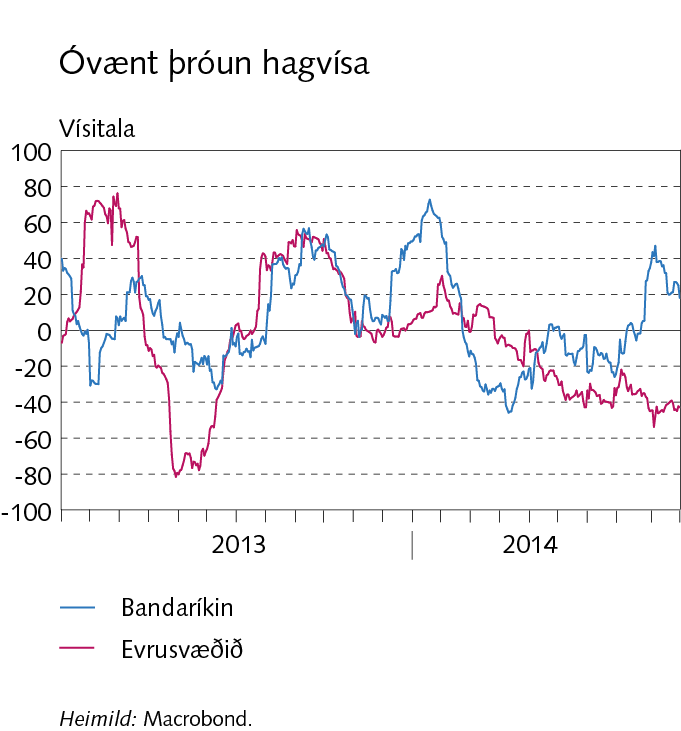 Óvænt þróun hagvísa
Vísitala
100
80
60
40
20
0
-20
-40
-60
-80
-100
2013 2014
Bandaríkin
Evrusvæðið
Heimild: Macrobond.